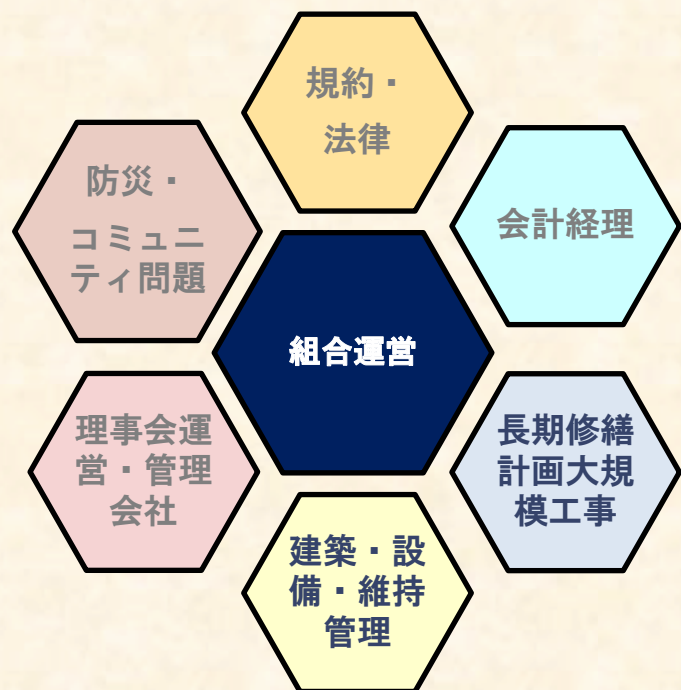 規約・
法律
防災・
コミュニ
ティ問題
会計経理
組合運営
理事会運
営・管理
会社
長期修繕
計画大規
模工事
建築・設
備・維持
管理